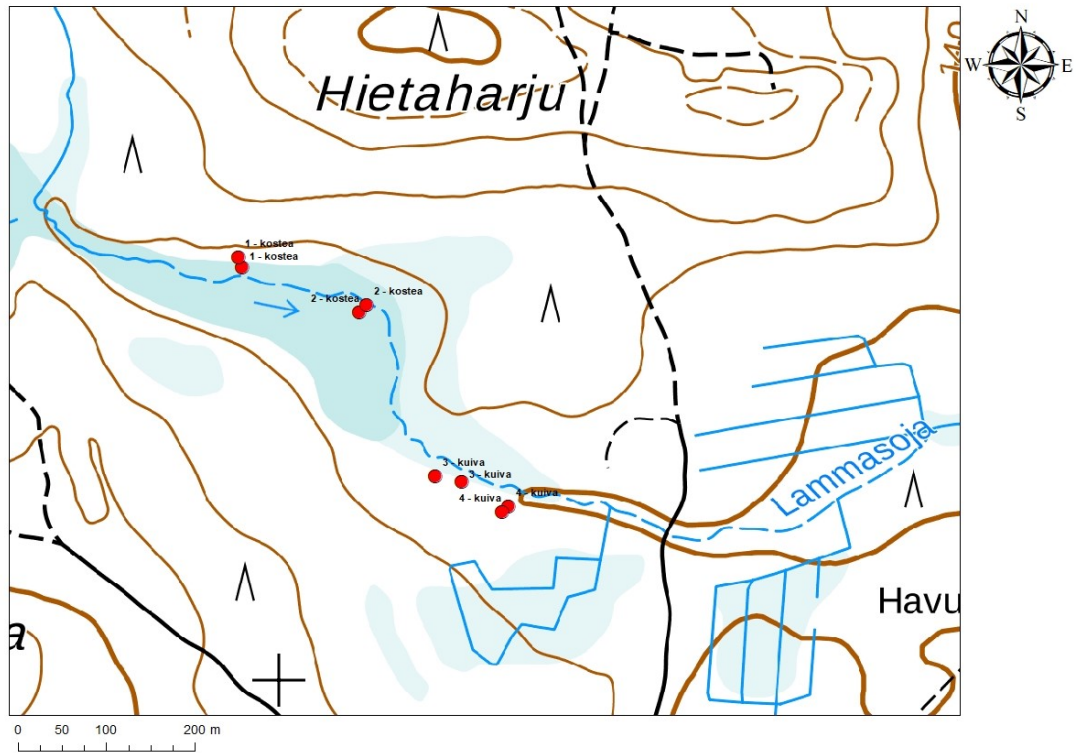 N
W E
S
140
Hietaharju
1 - kostea
1 - kostea
2 - kostea
2 - kostea
3 - kuiva
3 - kuiva
4 - kuiva
4 - kuiva
Lammasoja
Havu
a
0 50 100 200 m